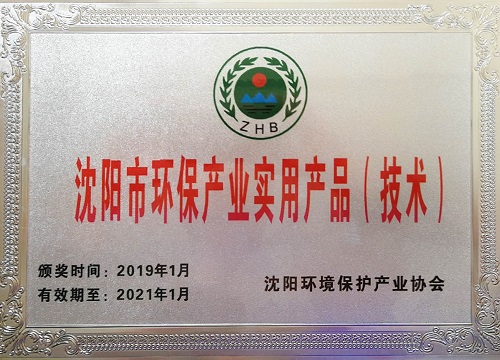 ZHB
沈阳市环保产业实用产品（技术）
颁奖时间：2019年1月
有效期至：2021年1月
沈阳环境保护产业协会